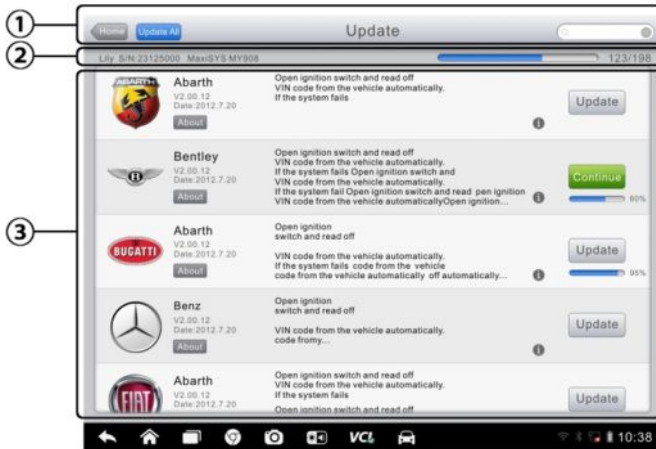 1
Home
Update All
Update
2
Lily S/N:23125000 MaxiSYS MY908
123/198
3
ABARTH
Abarth
V2.00.12
Date:2012.7.20
About
Open ignition switch and read off
VIN code from the vehicle automatically.
If the system fails
Update
B
Bentley
V2.00.12
Date:2012.7.20
About
Open ignition switch and read off
VIN code from the vehicle automatically.
If the system fails Open ignition switch and
VIN code from the vehicle automatically.
If the system fail Open ignition switch and read pen ignition
VIN code from the vehicle automaticallyOpen ignition...
Continue
60%
BUGATTI
Abarth
V2.00.12
Date:2012.7.20
About
Open ignition
switch and read off
VIN code from the vehicle automatically.
If the system fails code from the vehicle
code from the vehicle automatically off automatically...
Update
95%
Benz
V2.00.12
Date:2012.7.20
About
Open ignition
switch and read off
VIN code from the vehicle automatically.
code fromy...
Update
FIAT
Abarth
V2.00.12
Date:2012.7.20
Open ignition switch and read off
VIN code from the vehicle automatically.
If the system fails
Open ignition switch and read off
Update
VCI
10:38